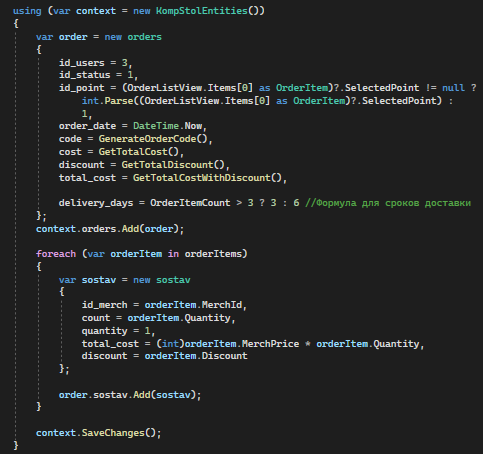 using (var context = new KompStolEntities())
{
    var order = new orders
    {
        id_users = 3,
        id_status = 1,
        id_point = (OrderListView.Items[0] as OrderItem)?.SelectedPoint != null ?
            int.Parse((OrderListView.Items[0] as OrderItem)?.SelectedPoint) :
            1,
        order_date = DateTime.Now,
        code = GenerateOrderCode(),
        cost = GetTotalCost(),
        discount = GetTotalDiscount(),
        total_cost = GetTotalCostWithDiscount(),

        delivery_days = OrderItemCount > 3 ? 3 : 6 //Формула для сроков доставки
    };
    context.orders.Add(order);

    foreach (var orderItem in orderItems)
    {
        var sostav = new sostav
        {
            id_merch = orderItem.MerchId,
            count = orderItem.Quantity,
            quantity = 1,
            total_cost = (int)orderItem.MerchPrice * orderItem.Quantity,
            discount = orderItem.Discount
        };

        order.sostav.Add(sostav);
    }

    context.SaveChanges();
}